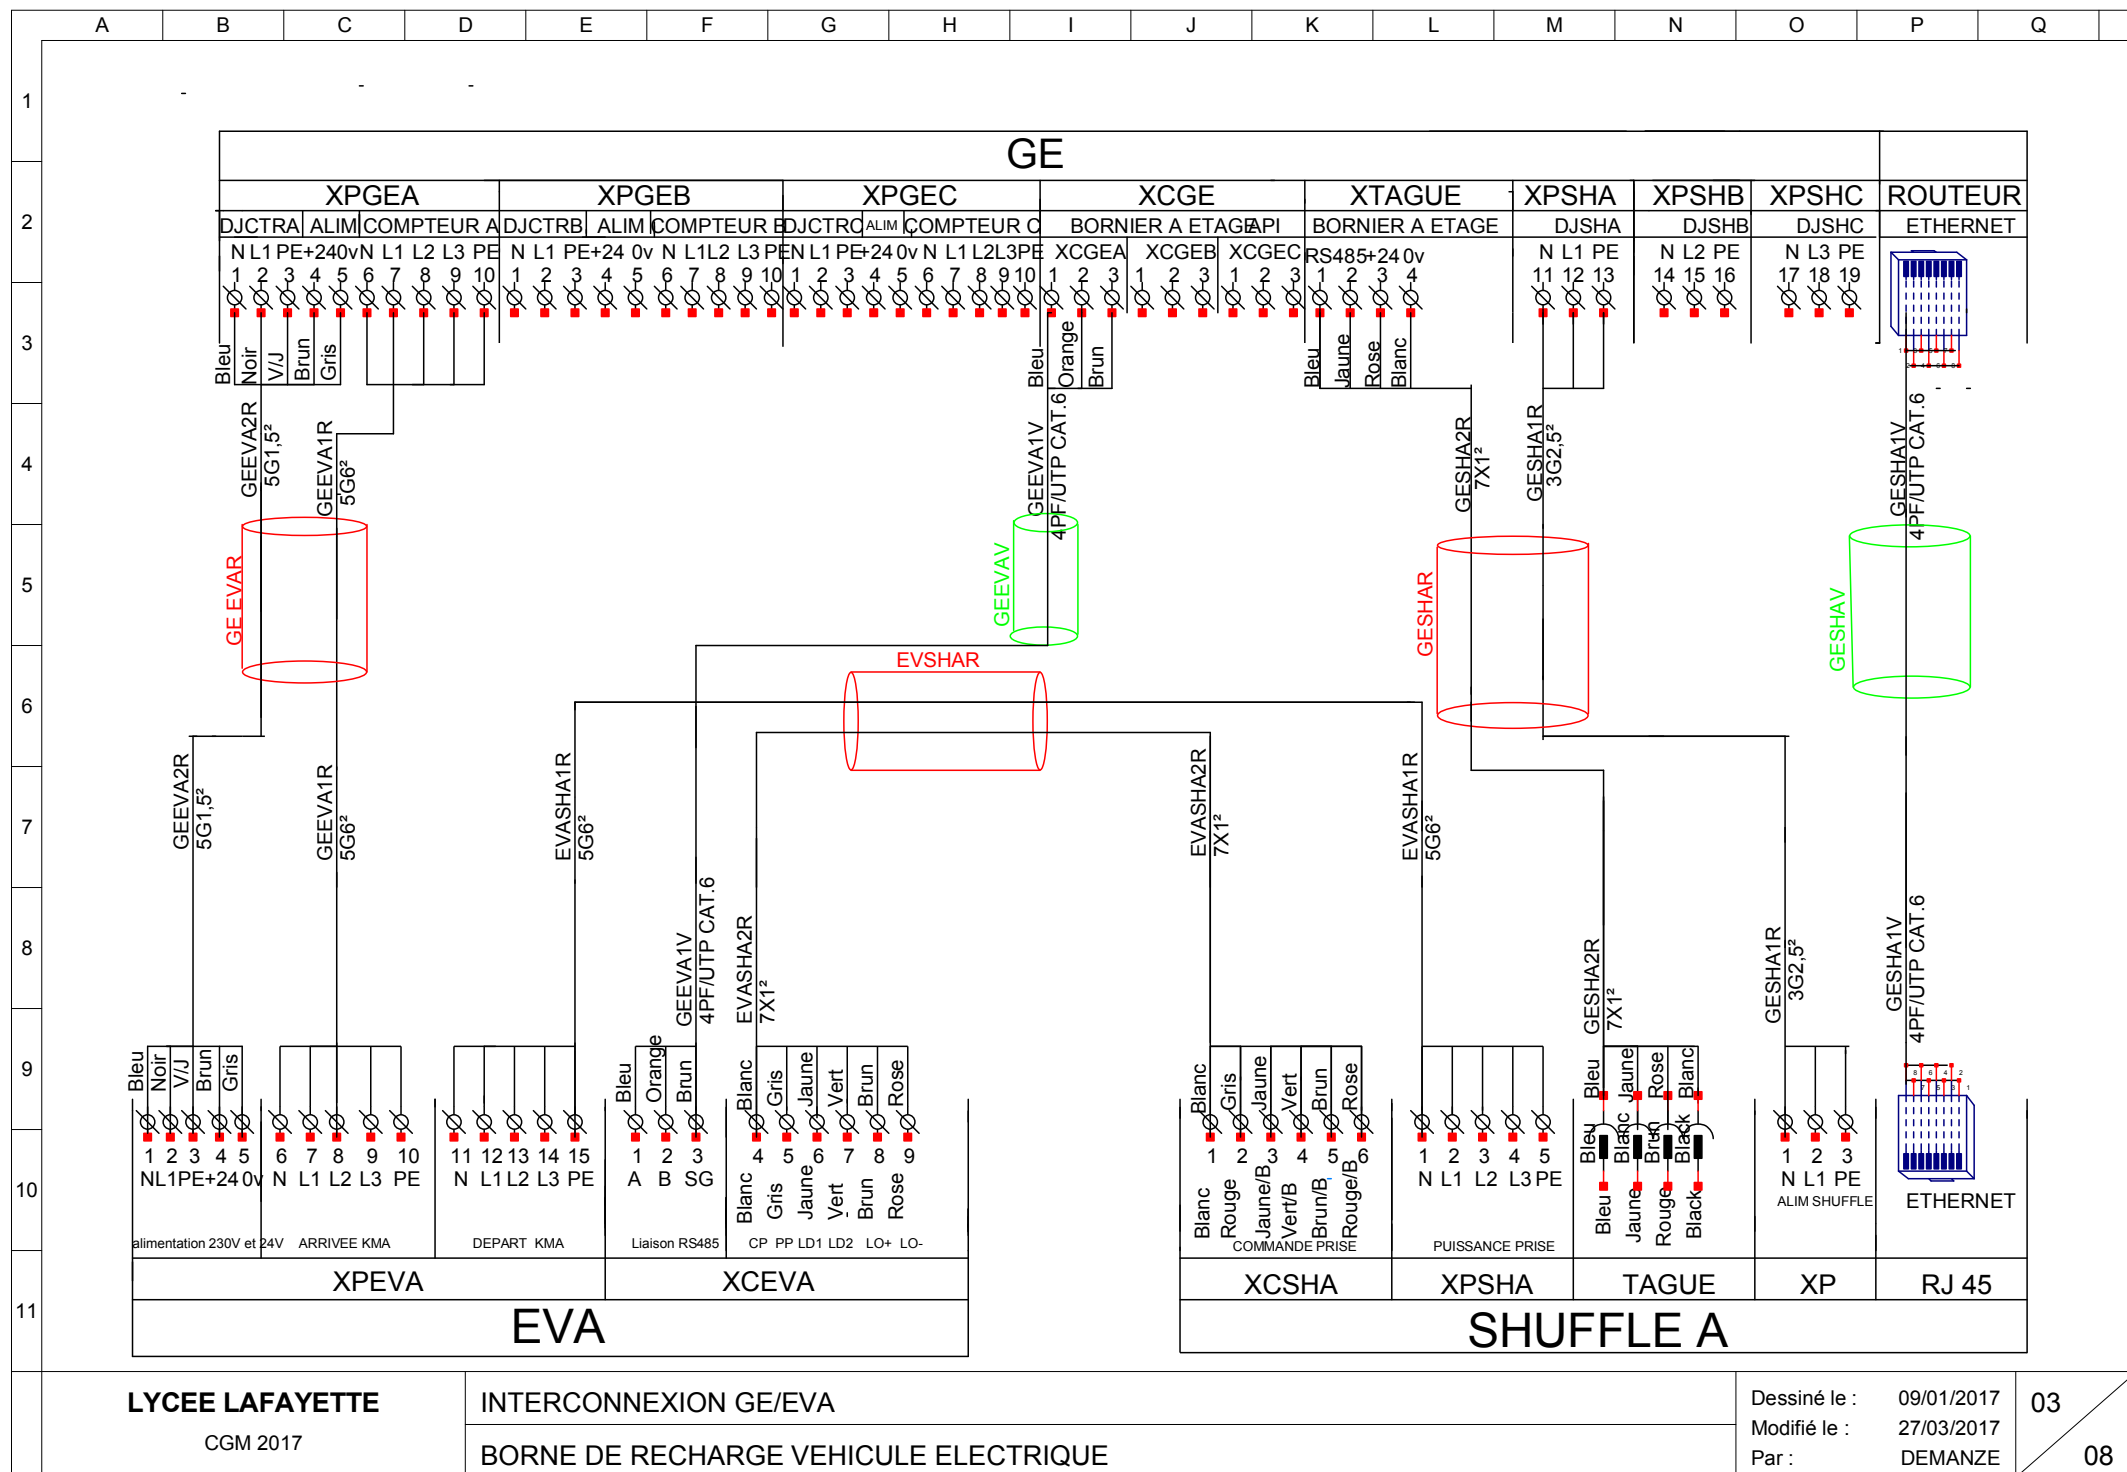 A B C D E F G H I J K L M N O P Q
1
2
3
4
5
6
7
8
9
10
11
GE
XPGEA XPGEB XPGEC XCGE XTAGUE XPSHA XPSHB XPSHC ROUTEUR
DJCTRA ALIM COMPTEUR A DJCTRB ALIM COMPTEUR B DJCTRC ALIM COMPTEUR C BORNIER A ETAGE API BORNIER A ETAGE DJSHA DJSHB DJSHC ETHERNET
N L1 PE +24 0v N L1 L2 L3 PE N L1 PE +24 0v N L1 L2 L3 PE N L1 PE +24 0v N L1 L2 L3 PE XCGEA XCGEB XCGEC RS485 +24 0v N L1 PE N L2 PE N L3 PE
1 2 3 4 5 6 7 8 9 10 1 2 3 4 5 6 7 8 9 10 1 2 3 4 5 6 7 8 9 10 1 2 3 1 2 3 1 2 3 1 2 3 4 11 12 13 14 15 16 17 18 19
Bleu Noir V/J Brun Gris Bleu Orange Brun Bleu Jaune Rose Blanc
GEEVA2R
5G1,5²
GEEVA1R
5G6²
GEEVA1V
4PF/UTP CAT.6
GESHA2R
7X1²
GESHA1R
3G2,5²
GESHA1V
4PF/UTP CAT.6
GE EVAR
GEEVAV
GESHAR
GESHAV
EVSHAR
GEEVA2R
5G1,5²
GEEVA1R
5G6²
EVASHA1R
5G6²
EVASHA2R
7X1²
EVASHA1R
5G6²
GEEVA1V
4PF/UTP CAT.6
EVASHA2R
7X1²
GESHA2R
7X1²
GESHA1R
3G2,5²
GESHA1V
4PF/UTP CAT.6
Bleu Noir V/J Brun Gris Bleu Orange Brun Blanc Gris Jaune Vert Brun Rose Blanc Gris Jaune Vert Brun Rose Bleu Jaune Rose Blanc
Bleu Blanc Brun Black
1 2 3 4 5 6 7 8 9 10 11 12 13 14 15 1 2 3 4 5 6 7 8 9 1 2 3 4 5 6 1 2 3 4 5 1 2 3
N L1 PE +24 0v N L1 L2 L3 PE N L1 L2 L3 PE A B SG N L1 L2 L3 PE N L1 PE
Blanc Gris Jaune Vert Brun Rose Blanc Rouge Jaune/B Vert/B Brun/B Rouge/B Bleu Jaune Rouge Black
ALIM SHUFFLE ETHERNET
alimentation 230V et 24V ARRIVEE KMA DEPART KMA Liaison RS485 CP PP LD1 LD2 LO+ LO- COMMANDE PRISE PUISSANCE PRISE
XPEVA XCEVA XCSHA XPSHA TAGUE XP RJ 45
EVA SHUFFLE A
LYCEE LAFAYETTE
CGM 2017
INTERCONNEXION GE/EVA
BORNE DE RECHARGE VEHICULE ELECTRIQUE
Dessiné le : 09/01/2017
Modifié le : 27/03/2017
Par : DEMANZE
03
08